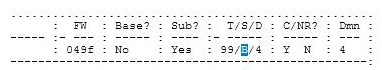 : FW : Base? : Sub? : T/S/D : C/NR? : Dmn :
: 049f : No : Yes : 99/B/4 : Y N : 4 :